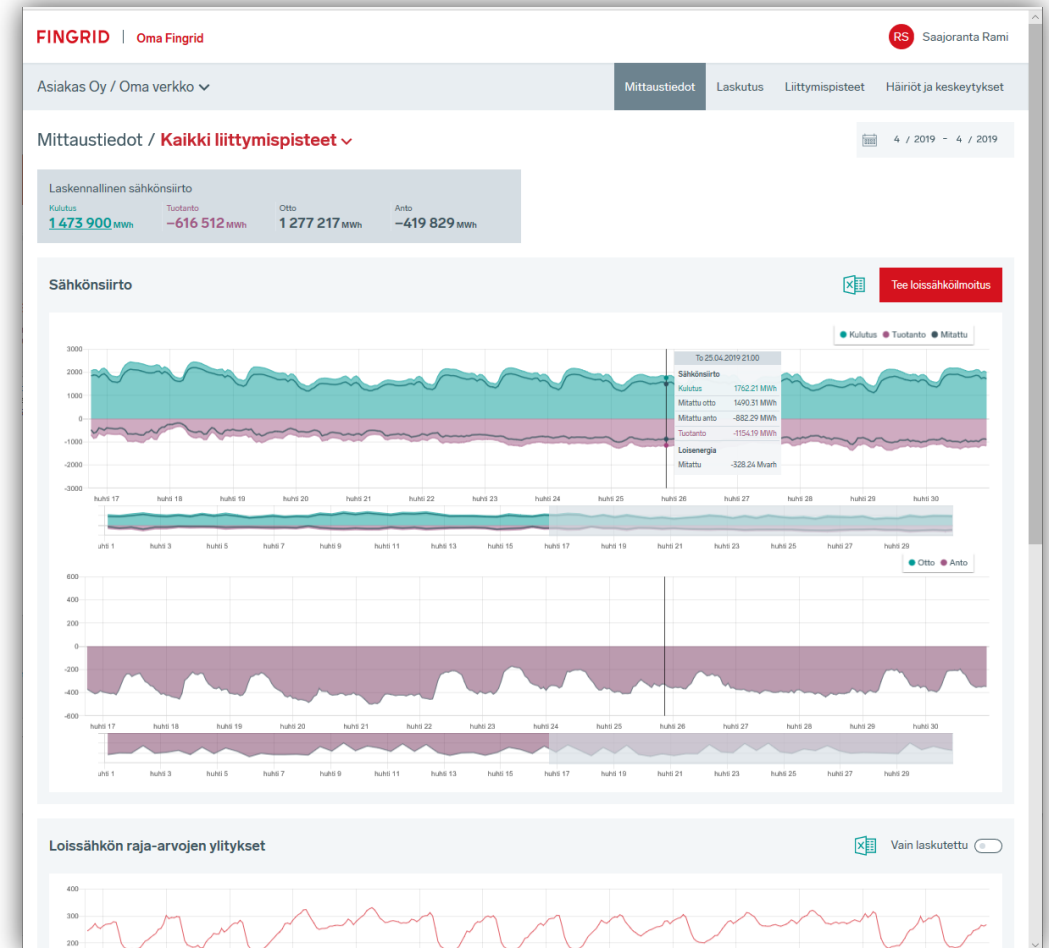 FINGRID | Oma Fingrid
RS Saajoranta Rami
Asiakas Oy / Oma verkko
Mittaustiedot Laskutus Liittymispisteet Häiriöt ja keskeytykset
Mittaustiedot / Kaikki liittymispisteet
4 / 2019 - 4 / 2019
Laskennallinen sähkönsiirto
Kulutus Tuotanto Otto Anto
1 473 900 MWh −616 512 MWh 1 277 217 MWh −419 829 MWh
Sähkönsiirto
Tee loissähköilmoitus
Kulutus Tuotanto Mitattu
3000
2000
1000
0
-1000
-2000
-3000
To 25.04.2019 21.00
Sähkönsiirto
Kulutus 1762.21 MWh
Mitattu otto 1490.31 MWh
Mitattu anto -882.29 MWh
Tuotanto -1154.19 MWh
Loisenergia
Mitattu -328.24 Mvarh
huhti 17 huhti 18 huhti 19 huhti 20 huhti 21 huhti 22 huhti 23 huhti 24 huhti 25 huhti 26 huhti 27 huhti 28 huhti 29 huhti 30
uhti 1 huhti 3 huhti 5 huhti 7 huhti 9 huhti 11 huhti 13 huhti 15 huhti 17 huhti 19 huhti 21 huhti 23 huhti 25 huhti 27 huhti 29
Otto Anto
600
400
200
0
-200
-400
-600
huhti 17 huhti 18 huhti 19 huhti 20 huhti 21 huhti 22 huhti 23 huhti 24 huhti 25 huhti 26 huhti 27 huhti 28 huhti 29 huhti 30
uhti 1 huhti 3 huhti 5 huhti 7 huhti 9 huhti 11 huhti 13 huhti 15 huhti 17 huhti 19 huhti 21 huhti 23 huhti 25 huhti 27 huhti 29
Loissähkön raja-arvojen ylitykset
Vain laskutettu
400
300
200